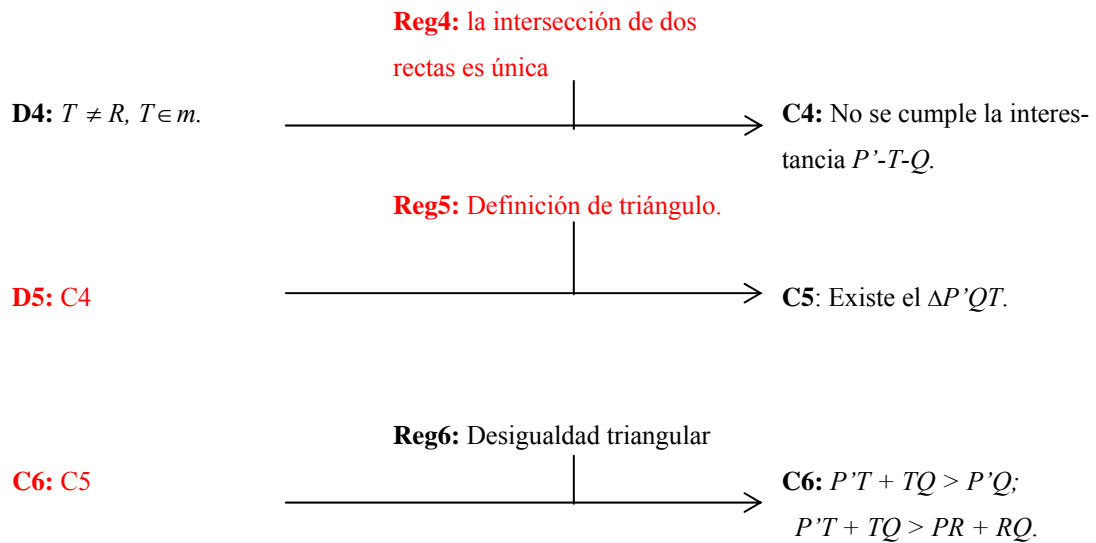 Reg4: la intersección de dos
rectas es única
D4: T ≠ R, T∈m.
C4: No se cumple la interes-
tancia P’-T-Q.
Reg5: Definición de triángulo.
D5: C4
C5: Existe el ΔP’QT.
Reg6: Desigualdad triangular
C6: C5
C6: P’T + TQ > P’Q;
P’T + TQ > PR + RQ.